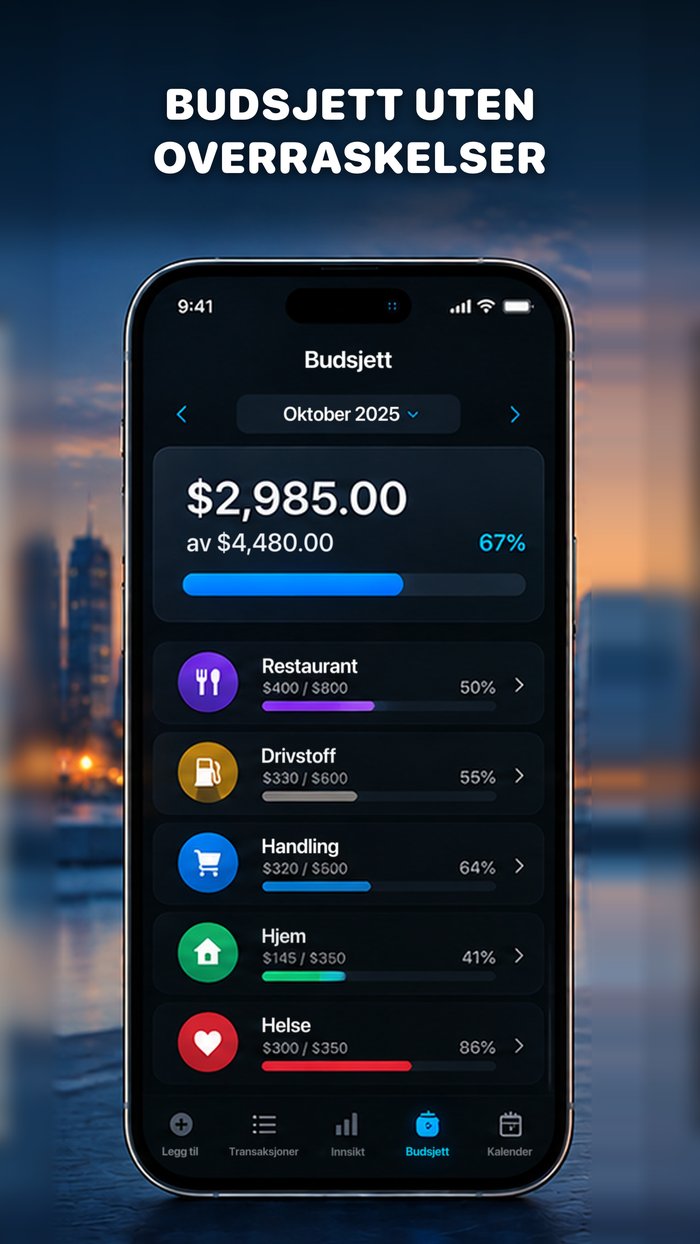 BUDSJETT UTEN
OVERRASKELSER
9:41
Budsjett
Oktober 2025
$2,985.00
av $4,480.00
67%
Restaurant
$400 / $800
50%
Drivstoff
$330 / $600
55%
Handling
$320 / $600
64%
Hjem
$145 / $350
41%
Helse
$300 / $350
86%
Legg til
Transaksjoner
Innsikt
Budsjett
Kalender